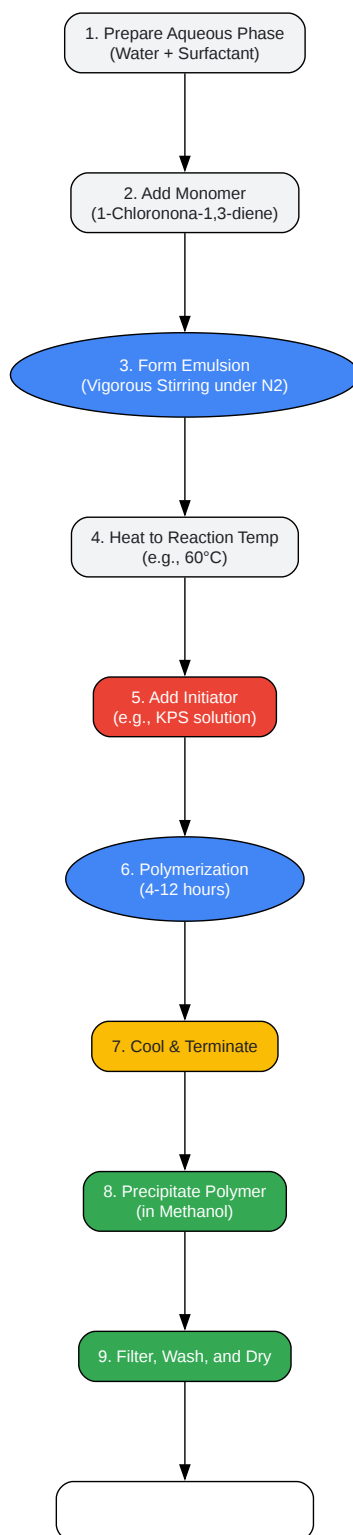 1. Prepare Aqueous Phase
(Water + Surfactant)
2. Add Monomer
(1-Chloronona-1,3-diene)
3. Form Emulsion
(Vigorous Stirring under N2)
4. Heat to Reaction Temp
(e.g., 60°C)
5. Add Initiator
(e.g., KPS solution)
6. Polymerization
(4-12 hours)
7. Cool & Terminate
8. Precipitate Polymer
(in Methanol)
9. Filter, Wash, and Dry